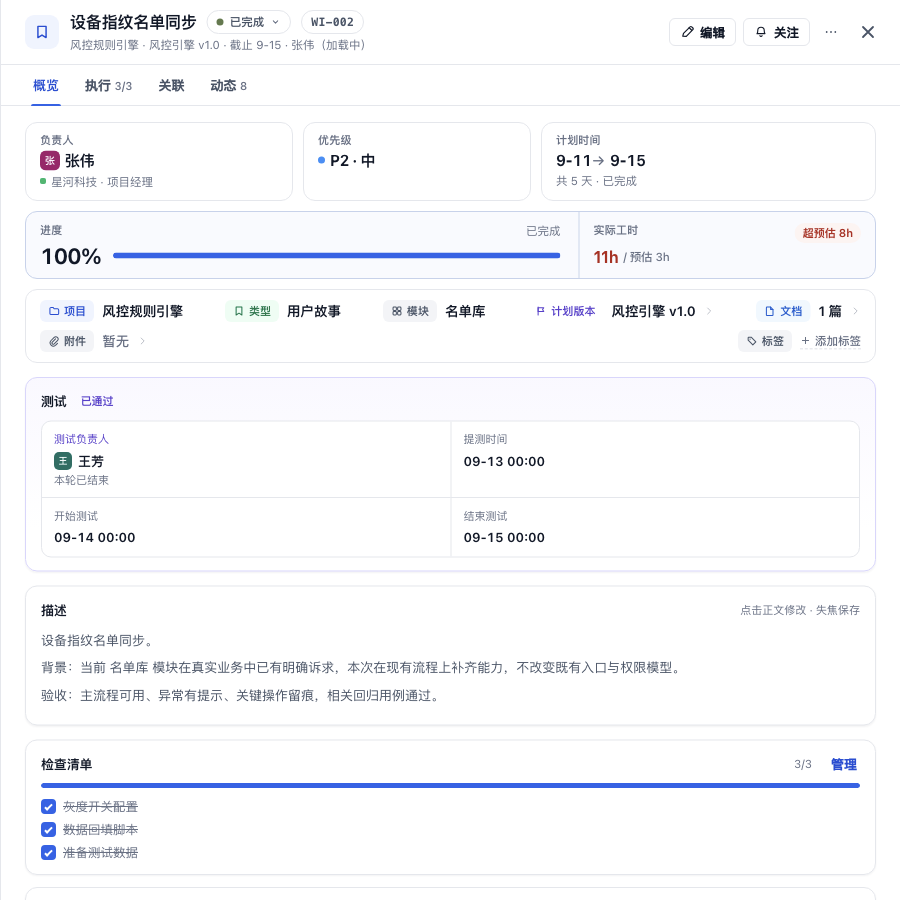 设备指纹名单同步 已完成 WI-002 编辑 关注 ···
风控规则引擎 · 风控引擎 v1.0 · 截止 9-15 · 张伟（加载中）
概览 执行 3/3 关联 动态 8
负责人 优先级 计划时间
张 张伟 P2 · 中 9-11→ 9-15
星河科技 · 项目经理 共 5 天 · 已完成
进度 已完成 实际工时 超预估 8h
100% 11h / 预估 3h
项目 风控规则引擎 类型 用户故事 模块 名单库 计划版本 风控引擎 v1.0 文档 1 篇
附件 暂无 标签 + 添加标签
测试 已通过
测试负责人 提测时间
王 王芳 09-13 00:00
本轮已结束
开始测试 结束测试
09-14 00:00 09-15 00:00
描述 点击正文修改 · 失焦保存
设备指纹名单同步。
背景：当前 名单库 模块在真实业务中已有明确诉求，本次在现有流程上补齐能力，不改变既有入口与权限模型。
验收：主流程可用、异常有提示、关键操作留痕，相关回归用例通过。
检查清单 3/3 管理
灰度开关配置
数据回填脚本
准备测试数据